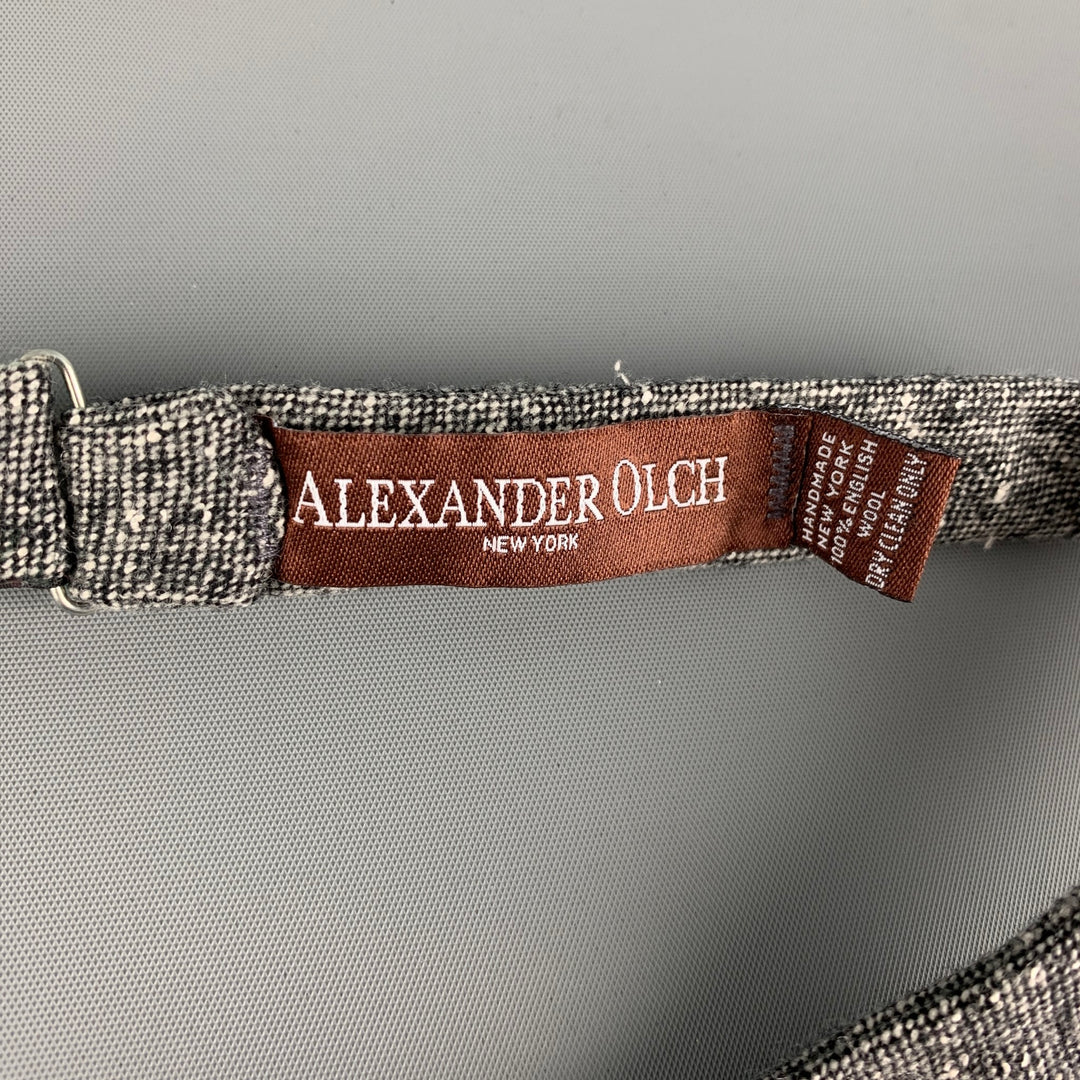 ALEXANDER OLCH
NEW YORK
HANDMADE
NEW YORK
100% ENGLISH
WOOL
DRY CLEAN ONLY